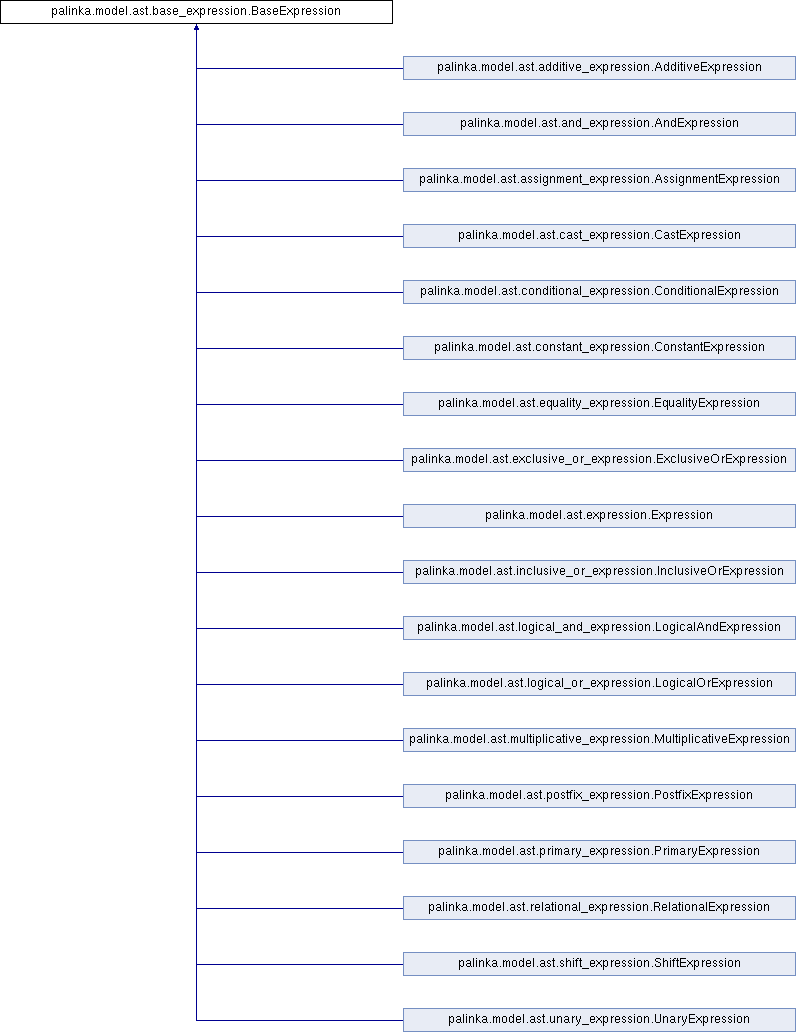 palinka.model.ast.base_expression.BaseExpression
palinka.model.ast.additive_expression.AdditiveExpression
palinka.model.ast.and_expression.AndExpression
palinka.model.ast.assignment_expression.AssignmentExpression
palinka.model.ast.cast_expression.CastExpression
palinka.model.ast.conditional_expression.ConditionalExpression
palinka.model.ast.constant_expression.ConstantExpression
palinka.model.ast.equality_expression.EqualityExpression
palinka.model.ast.exclusive_or_expression.ExclusiveOrExpression
palinka.model.ast.expression.Expression
palinka.model.ast.inclusive_or_expression.InclusiveOrExpression
palinka.model.ast.logical_and_expression.LogicalAndExpression
palinka.model.ast.logical_or_expression.LogicalOrExpression
palinka.model.ast.multiplicative_expression.MultiplicativeExpression
palinka.model.ast.postfix_expression.PostfixExpression
palinka.model.ast.primary_expression.PrimaryExpression
palinka.model.ast.relational_expression.RelationalExpression
palinka.model.ast.shift_expression.ShiftExpression
palinka.model.ast.unary_expression.UnaryExpression